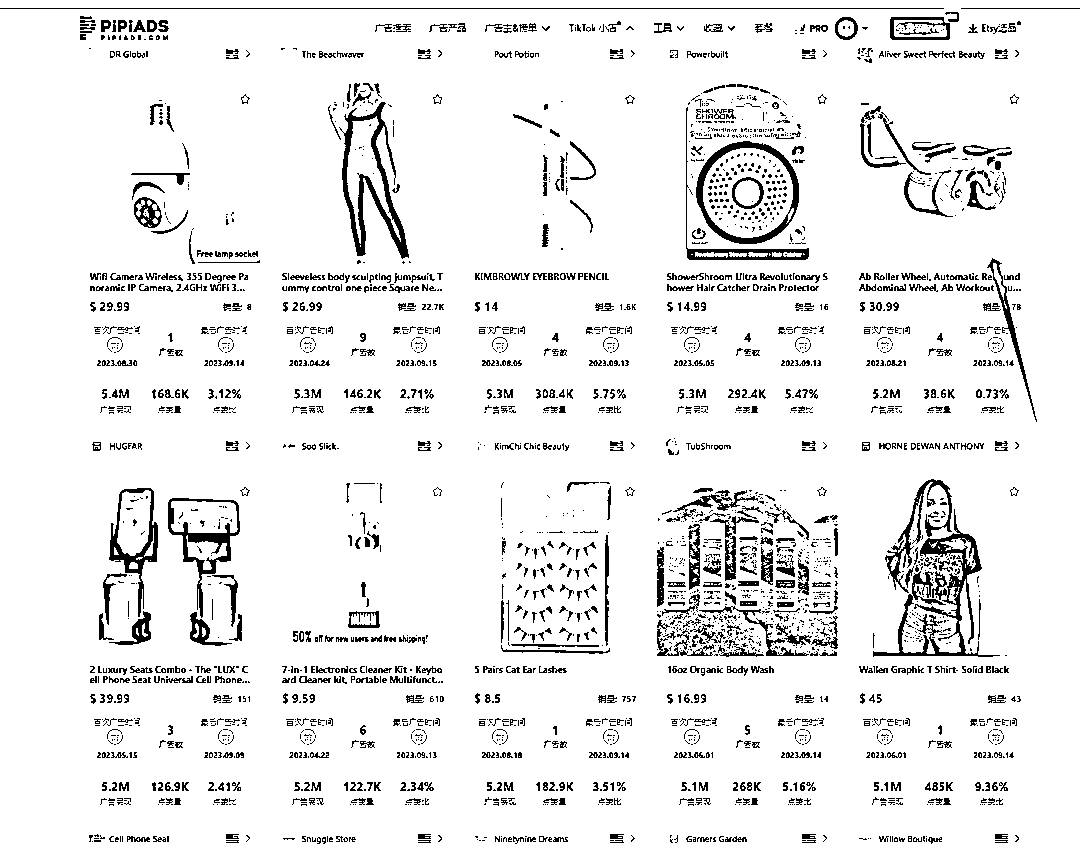 PiPiADS
PIPIADS.COM
广告搜索 广告产品 广告主&榜单 TikTok 小店 工具 收藏 套餐 PRO Etsy选品
DR Global The Beachwaver Pout Potion Powerbuilt Aliver Sweet Perfect Beauty
SHOWER
SHROOM
Free lamp socket
Revolutionary Shower Stopper · Hair Catcher
Wifi Camera Wireless, 355 Degree Pa
noramic IP Camera, 2.4GHz WiFi 3...
Sleeveless body sculpting jumpsuit, T
ummy control one piece Square Ne...
KIMBROWLY EYEBROW PENCIL
ShowerShroom Ultra Revolutionary S
hower Hair Catcher Drain Protector
Ab Roller Wheel, Automatic
Abdominal Wheel, Ab Workout
$ 29.99 销量: 8 $ 26.99 销量: 22.7K $ 14 销量: 1.6K $ 14.99 销量: 16 $ 30.99 78
首次广告时间 1 最后广告时间 首次广告时间 9 最后广告时间 首次广告时间 4 最后广告时间 首次广告时间 4 最后广告时间 首次广告时间 4 最后广告时间
广告数 广告数 广告数 广告数 广告数
2023.08.30 2023.09.14 2023.04.24 2023.09.15 2023.08.05 2023.09.13 2023.05.05 2023.09.13 2023.08.21 2023.09.14
5.4M 168.6K 3.12% 5.3M 146.2K 2.71% 5.3M 308.4K 5.75% 5.3M 292.4K 5.47% 5.2M 38.6K 0.73%
广告展现 点赞量 点赞比 广告展现 点赞量 点赞比 广告展现 点赞量 点赞比 广告展现 点赞量 点赞比 广告展现 点赞量 点赞比
HUGFAR Soo Slick. KimChi Chic Beauty TubShroom HORNE DEWAN ANTHONY
50% off for new users and free shipping!
2 Luxury Seats Combo - The "LUX" C
ell Phone Seat Universal Cell Phone...
7-in-1 Electronics Cleaner Kit - Keybo
ard Cleaner kit, Portable Multifunct...
5 Pairs Cat Ear Lashes
16oz Organic Body Wash
Wallen Graphic T Shirt- Solid Black
$ 39.99 销量: 151 $ 9.59 销量: 610 $ 8.5 销量: 757 $ 16.99 销量: 14 $ 45 销量: 43
首次广告时间 3 最后广告时间 首次广告时间 6 最后广告时间 首次广告时间 1 最后广告时间 首次广告时间 5 最后广告时间 首次广告时间 1 最后广告时间
广告数 广告数 广告数 广告数 广告数
2023.05.15 2023.09.09 2023.04.22 2023.09.13 2023.08.18 2023.09.14 2023.06.01 2023.09.14 2023.06.01 2023.09.14
5.2M 126.9K 2.41% 5.2M 122.7K 2.34% 5.2M 182.9K 3.51% 5.1M 268K 5.16% 5.1M 485K 9.36%
广告展现 点赞量 点赞比 广告展现 点赞量 点赞比 广告展现 点赞量 点赞比 广告展现 点赞量 点赞比 广告展现 点赞量 点赞比
Cell Phone Seat Snuggle Store Ninetynine Dreams Garners Garden Willow Boutique